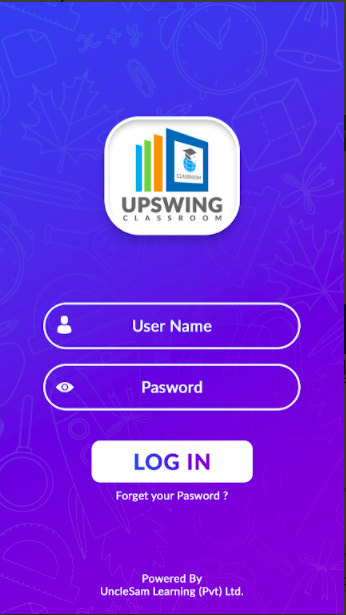 CLASSROOM
UPSWING
CLASSROOM
User Name
Pasword
LOG IN
Forget your Pasword ?
Powered By
UncleSam Learning (Pvt) Ltd.